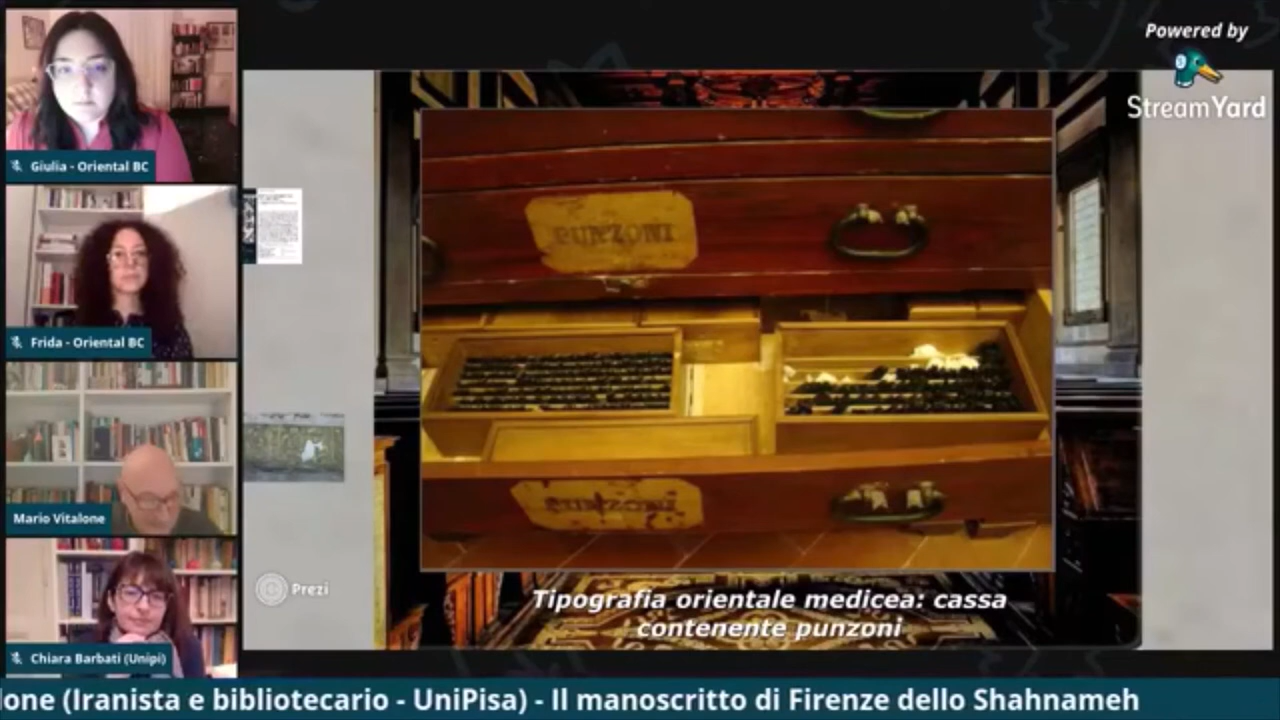 Powered by
StreamYard
Giulia - Oriental BC
Frida - Oriental BC
Mario Vitalone
Chiara Barbati (Unipi)
PUNZONI
PUNZONI
Prezi
Tipografia orientale medicea: cassa
contenente punzoni
lone (Iranista e bibliotecario - UniPisa) - Il manoscritto di Firenze dello Shahnameh